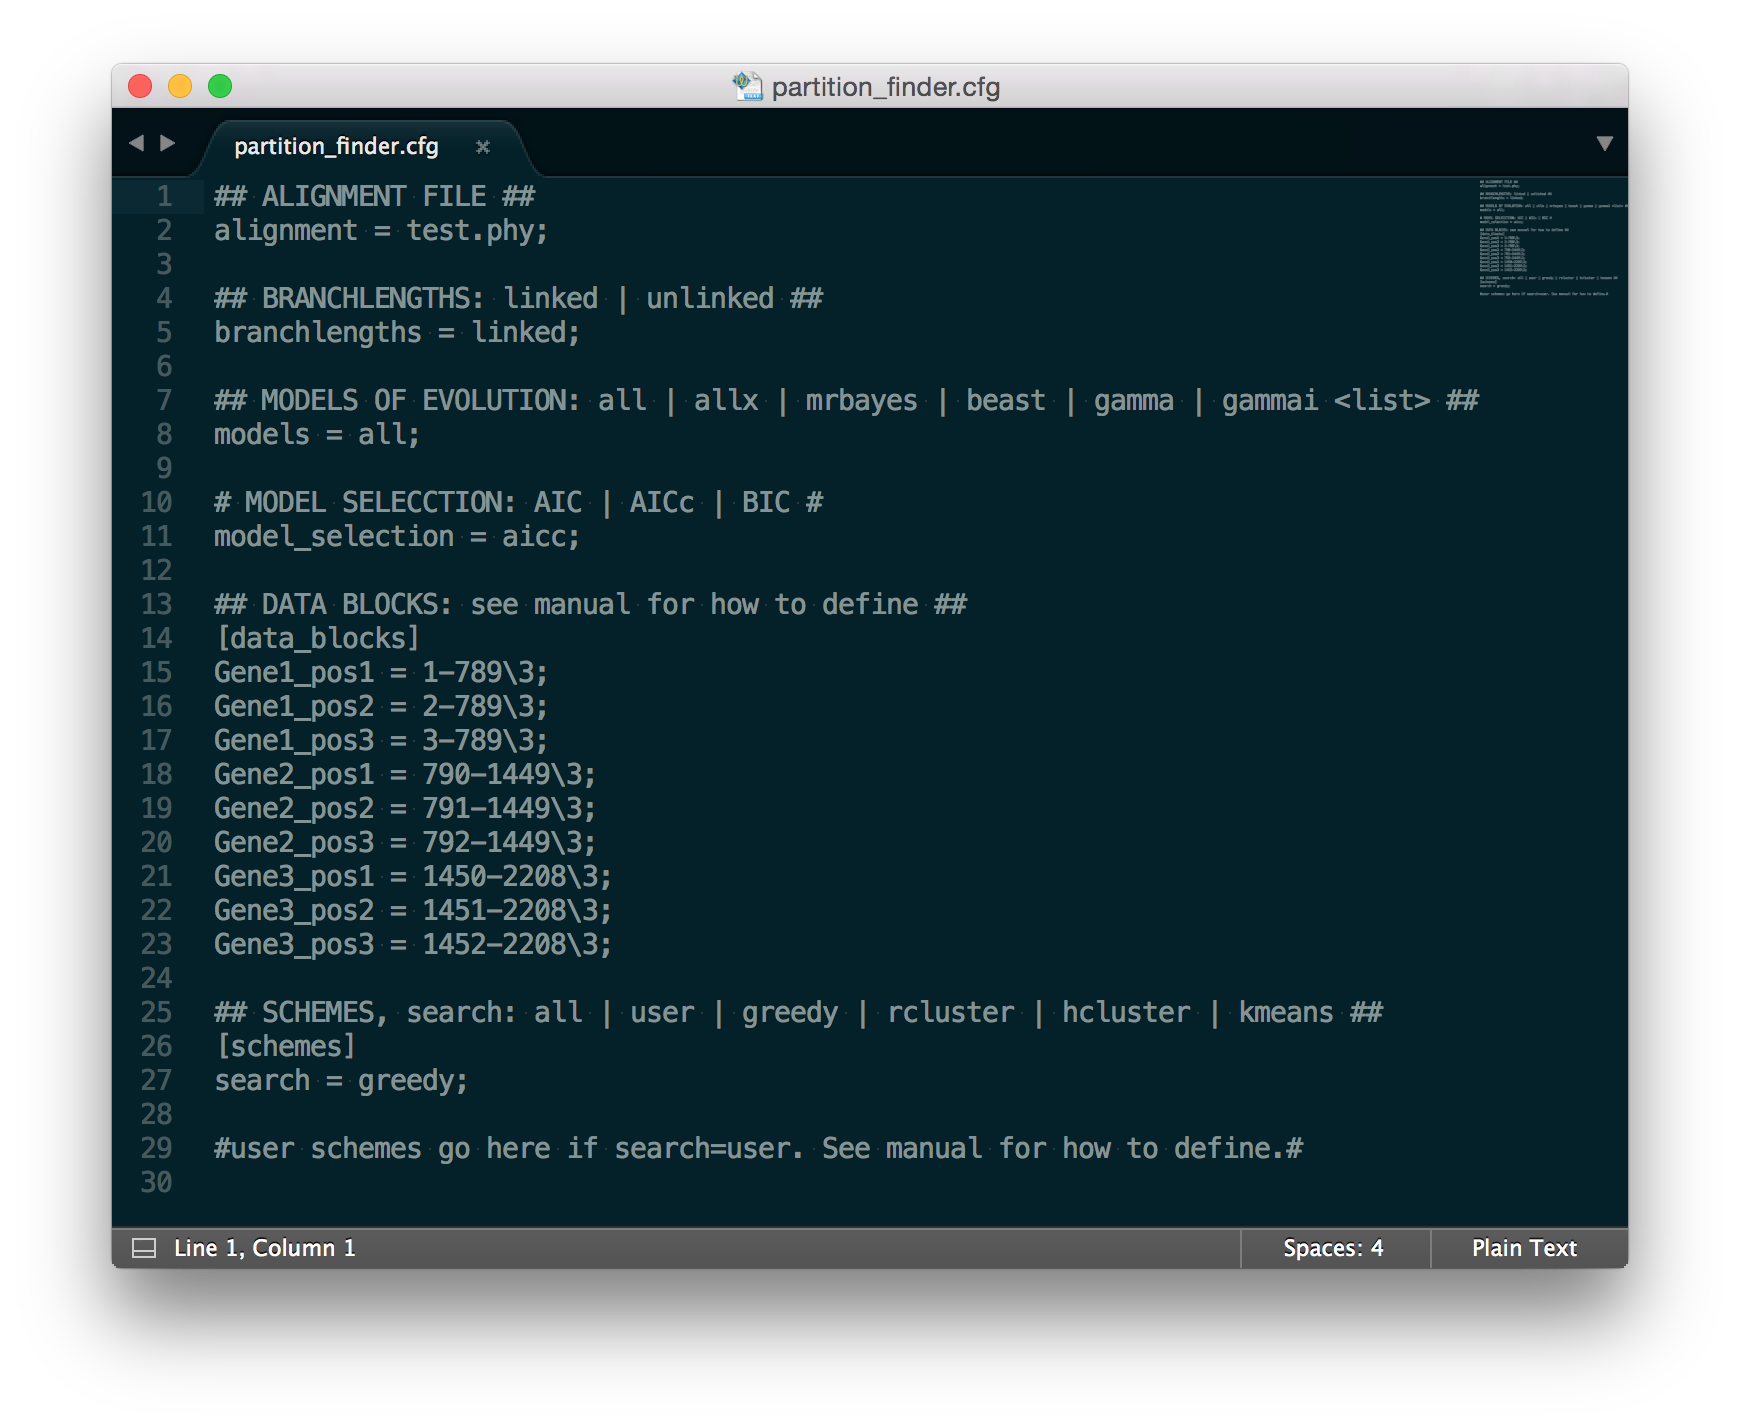 partition_finder.cfg
partition_finder.cfg
1 ## ALIGNMENT FILE ##
2 alignment = test.phy;
3
4 ## BRANCHLENGTHS: linked | unlinked ##
5 branchlengths = linked;
6
7 ## MODELS OF EVOLUTION: all | allx | mrbayes | beast | gamma | gammai <list> ##
8 models = all;
9
10 # MODEL SELECCTION: AIC | AICc | BIC #
11 model_selection = aicc;
12
13 ## DATA BLOCKS: see manual for how to define ##
14 [data_blocks]
15 Gene1_pos1 = 1-789\3;
16 Gene1_pos2 = 2-789\3;
17 Gene1_pos3 = 3-789\3;
18 Gene2_pos1 = 790-1449\3;
19 Gene2_pos2 = 791-1449\3;
20 Gene2_pos3 = 792-1449\3;
21 Gene3_pos1 = 1450-2208\3;
22 Gene3_pos2 = 1451-2208\3;
23 Gene3_pos3 = 1452-2208\3;
24
25 ## SCHEMES, search: all | user | greedy | rcluster | hcluster | kmeans ##
26 [schemes]
27 search = greedy;
28
29 #user schemes go here if search=user. See manual for how to define.#
30
Line 1, Column 1
Spaces: 4
Plain Text